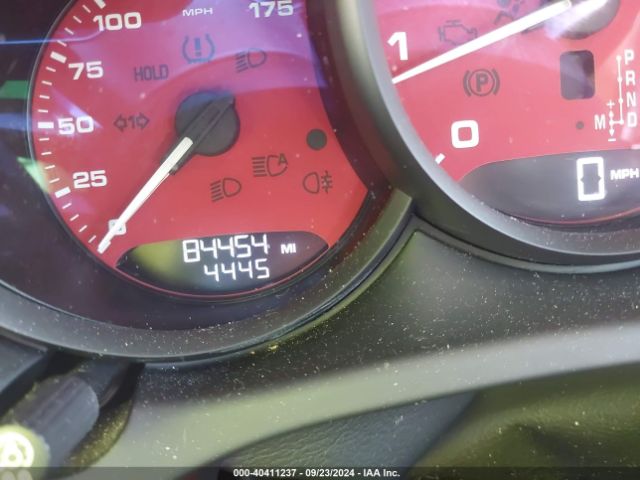 100
MPH
175
75
HOLD
1
50
25
A
84454 MI
4445
1
P
P
R
N
M D
+
-
0
0 MPH
000-40411237 - 09/23/2024 - IAA Inc.